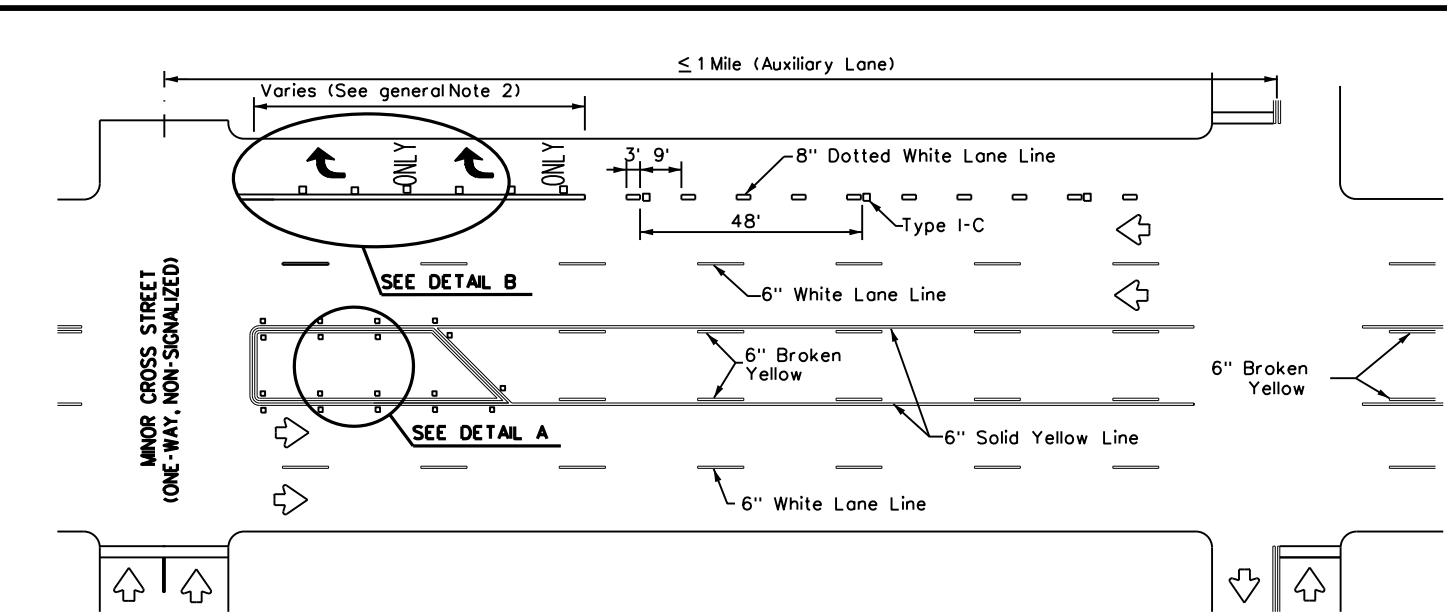 ≤ 1 Mile (Auxiliary Lane)
Varies (See general Note 2)
ONLY
ONLY
3' 9'
8" Dotted White Lane Line
48'
Type I-C
SEE DETAIL B
6" White Lane Line
MINOR CROSS STREET
(ONE-WAY, NON-SIGNALIZED)
6" Broken
Yellow
6" Broken
Yellow
SEE DETAIL A
6" Solid Yellow Line
6" White Lane Line